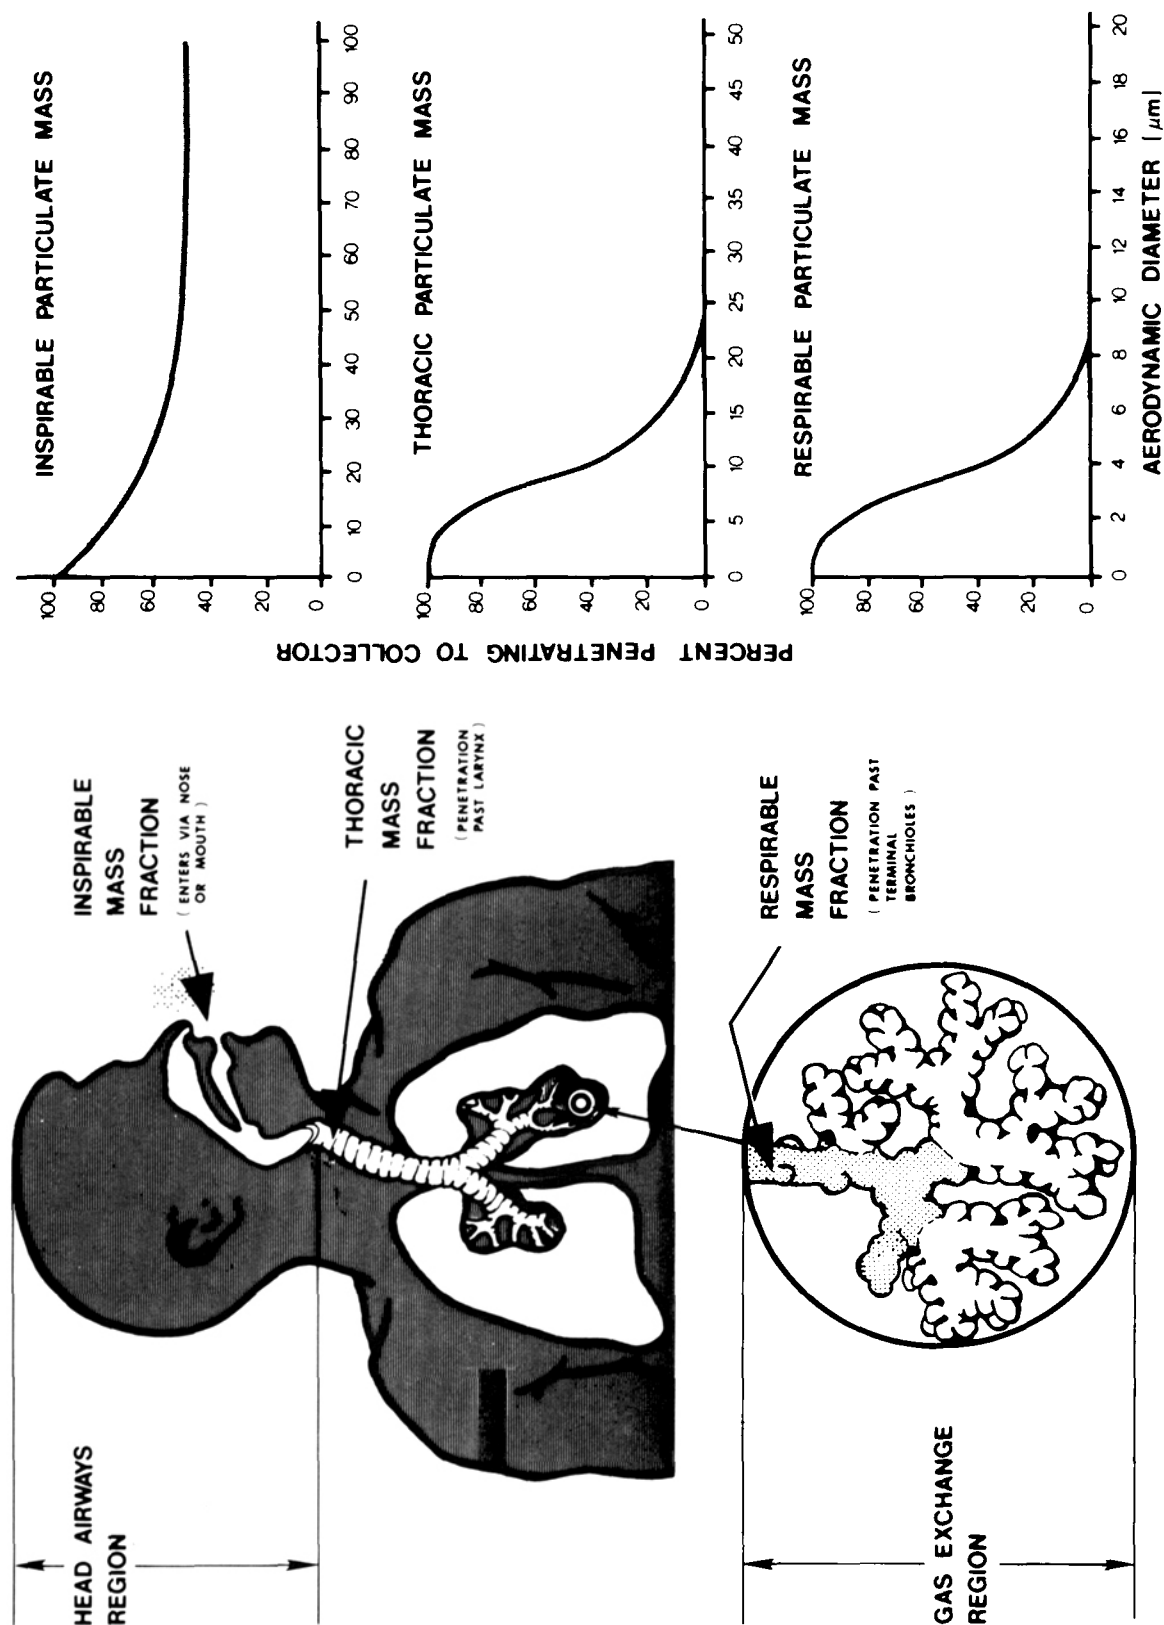 HEAD AIRWAYS
REGION
GAS EXCHANGE
REGION
INSPIRABLE
MASS
FRACTION
( ENTERS VIA NOSE
OR MOUTH )
THORACIC
MASS
FRACTION
( PENETRATION
PAST LARYNX )
RESPIRABLE
MASS
FRACTION
( PENETRATION PAST
TERMINAL
BRONCHIOLES )
PERCENT PENETRATING TO COLLECTOR
INSPIRABLE PARTICULATE MASS
100
80
60
40
20
0
0 10 20 30 40 50 60 70 80 90 100
THORACIC PARTICULATE MASS
100
80
60
40
20
0
0 5 10 15 20 25 30 35 40 45 50
RESPIRABLE PARTICULATE MASS
100
80
60
40
20
0
0 2 4 6 8 10 12 14 16 18 20
AERODYNAMIC DIAMETER [ μm]